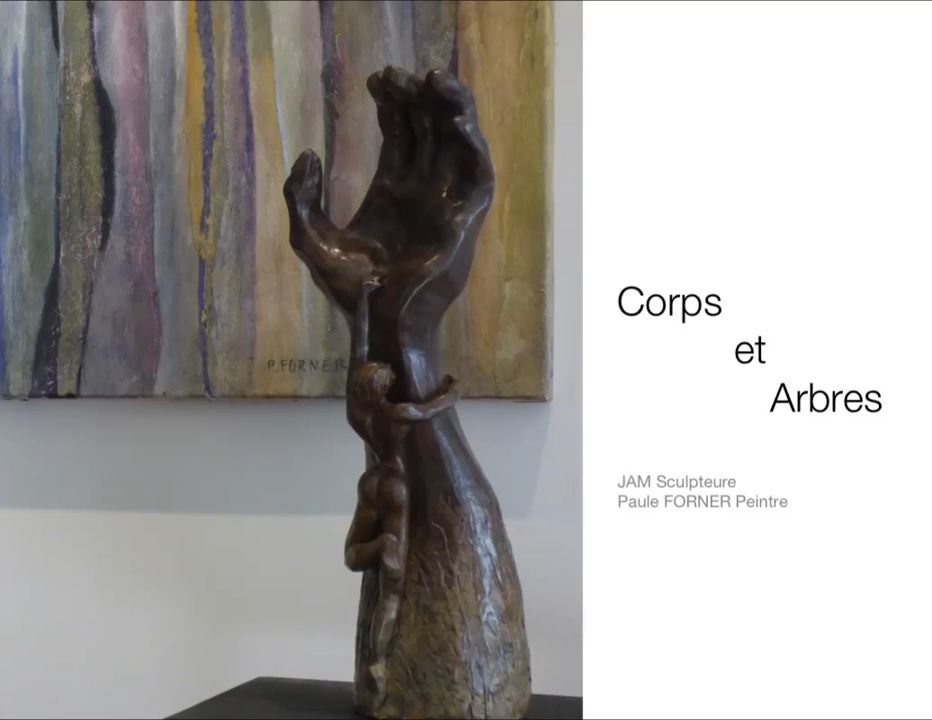 P.FORNER
Corps
et
Arbres
JAM Sculpteure
Paule FORNER Peintre